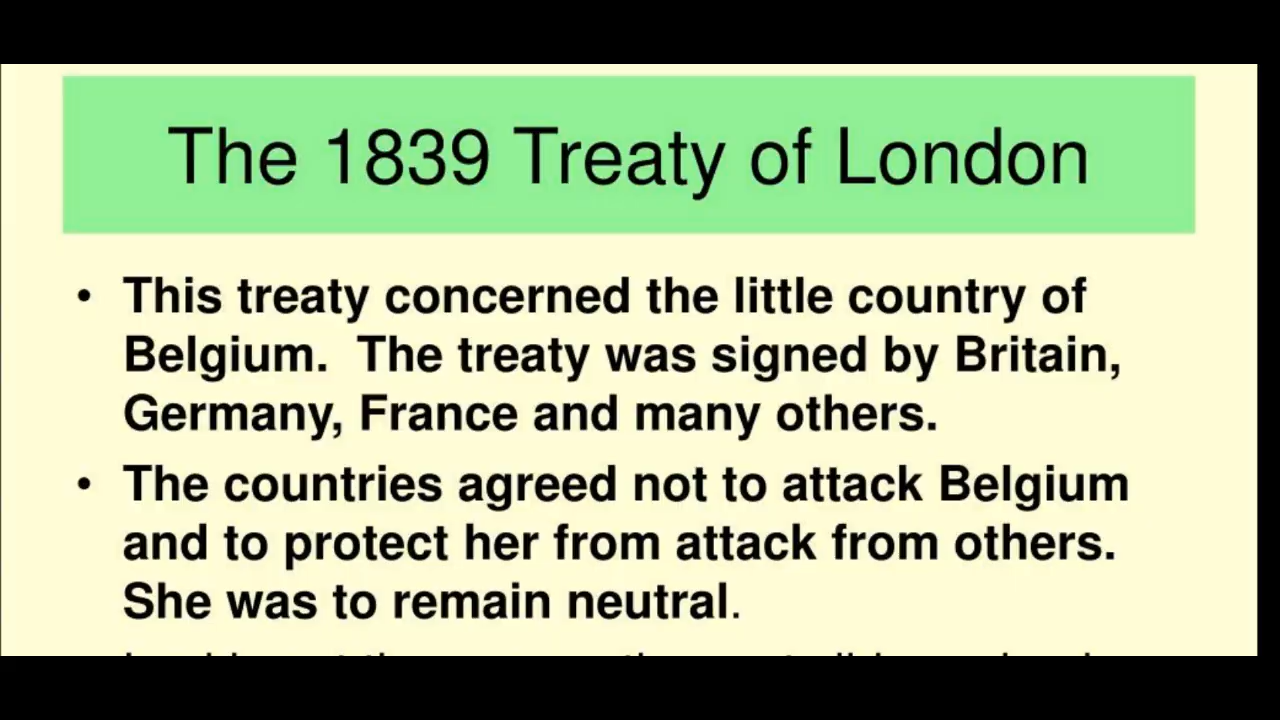 The 1839 Treaty of London
• This treaty concerned the little country of
Belgium.  The treaty was signed by Britain,
Germany, France and many others.
• The countries agreed not to attack Belgium
and to protect her from attack from others.
She was to remain neutral.